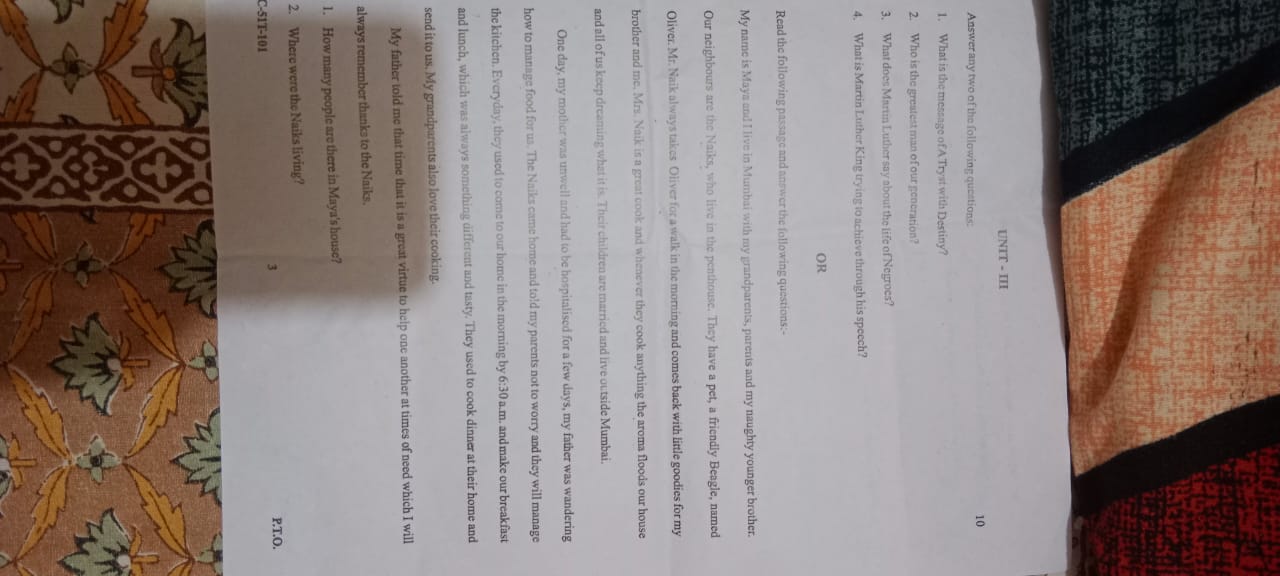 UNIT - III
10
Answer any two of the following questions:
1. What is the message of A Tryst with Destiny?
2. Who is the greatest man of our generation?
3. What does Martin Luther say about the life of Negroes?
4. What is Martin Luther King trying to achieve through his speech?
OR
Read the following passage and answer the following questions:-
My name is Maya and I live in Mumbai with my grandparents, parents and my naughty younger brother.
Our neighbours are the Naiks, who live in the penthouse. They have a pet, a friendly Beagle, named
Oliver. Mr. Naik always takes Oliver for a walk in the morning and comes back with little goodies for my
brother and me. Mrs. Naik is a great cook and whenever they cook anything the aroma floods our house
and all of us keep dreaming what it is. Their children are married and live outside Mumbai.
One day, my mother was unwell and had to be hospitalised for a few days, my father was wandering
how to manage food for us. The Naiks came home and told my parents not to worry and they will manage
the kitchen. Everyday, they used to come to our home in the morning by 6:30 a.m. and make our breakfast
and lunch, which was always something different and tasty. They used to cook dinner at their home and
send it to us. My grandparents also love their cooking.
My father told me that time that it is a great virtue to help one another at times of need which I will
always remember thanks to the Naiks.
1. How many people are there in Maya's house?
2. Where were the Naiks living?
C-51T-101
3
P.T.O.